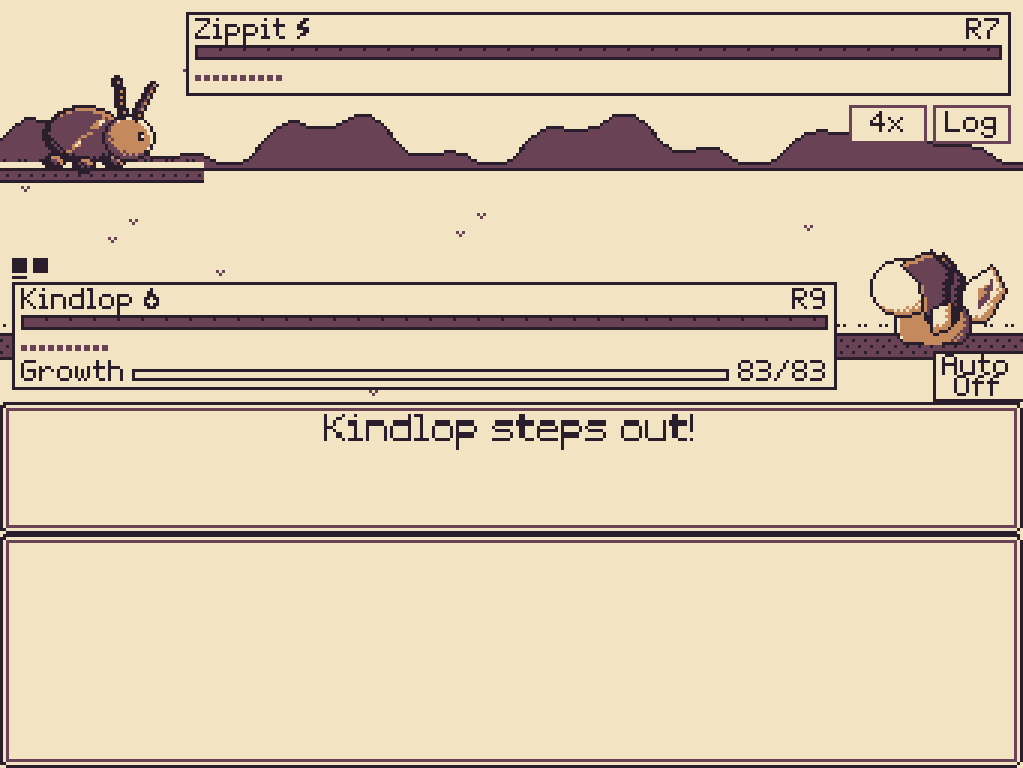 Zippit R7
4x Log
Kindlop R9
Growth 83/83
Auto
Off
Kindlop steps out!